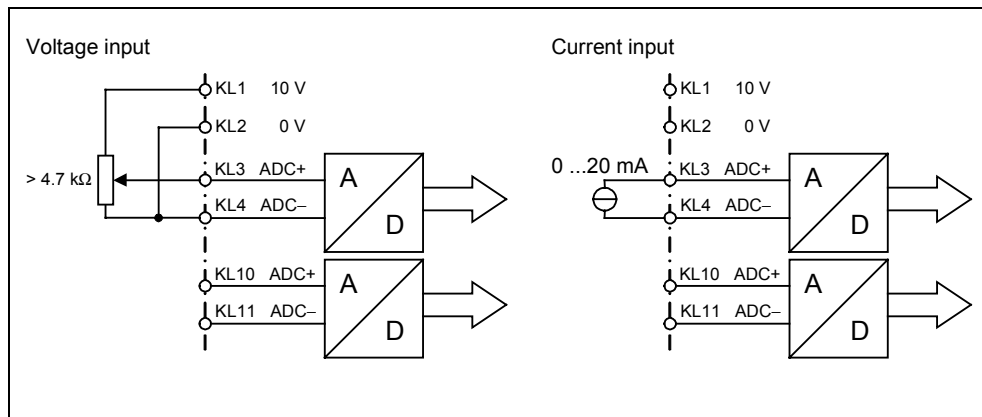 Voltage input
KL1 10 V
KL2 0 V
> 4.7 kΩ
KL3 ADC+
KL4 ADC–
A
D
KL10 ADC+
KL11 ADC–
A
D
Current input
KL1 10 V
KL2 0 V
0 ...20 mA
KL3 ADC+
KL4 ADC–
A
D
KL10 ADC+
KL11 ADC–
A
D